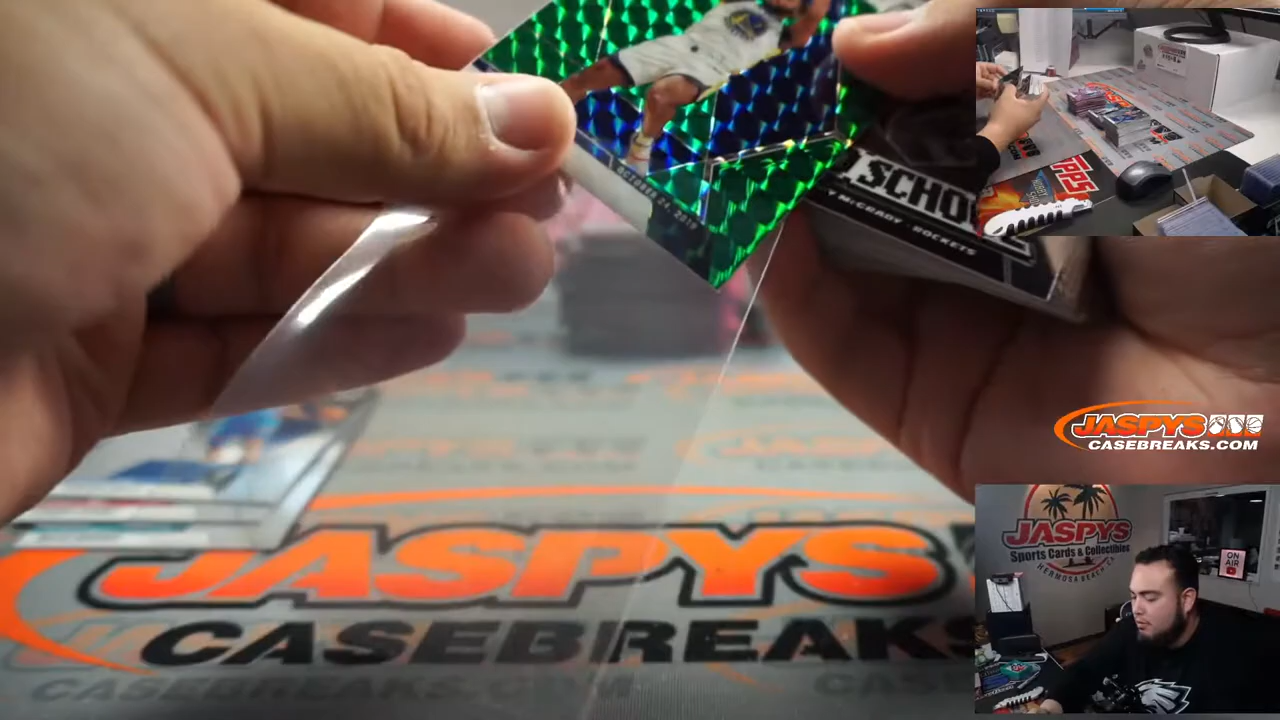 OCTOBER 24, 2019
SCHOO
MCGRADY · ROCKETS
TOPPS
JASPYS
CASEBREAKS.COM
JASPYS
Sports Cards & Collectibles
HERMOSA BEACH, CA
ON
AIR
JASPYS
CASEBREAKS
CASEBREAKS.COM